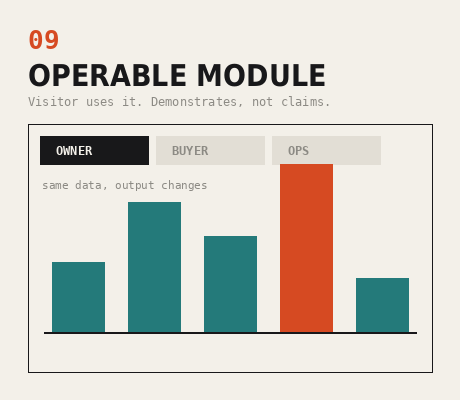 09
OPERABLE MODULE
Visitor uses it. Demonstrates, not claims.
OWNER BUYER OPS
same data, output changes